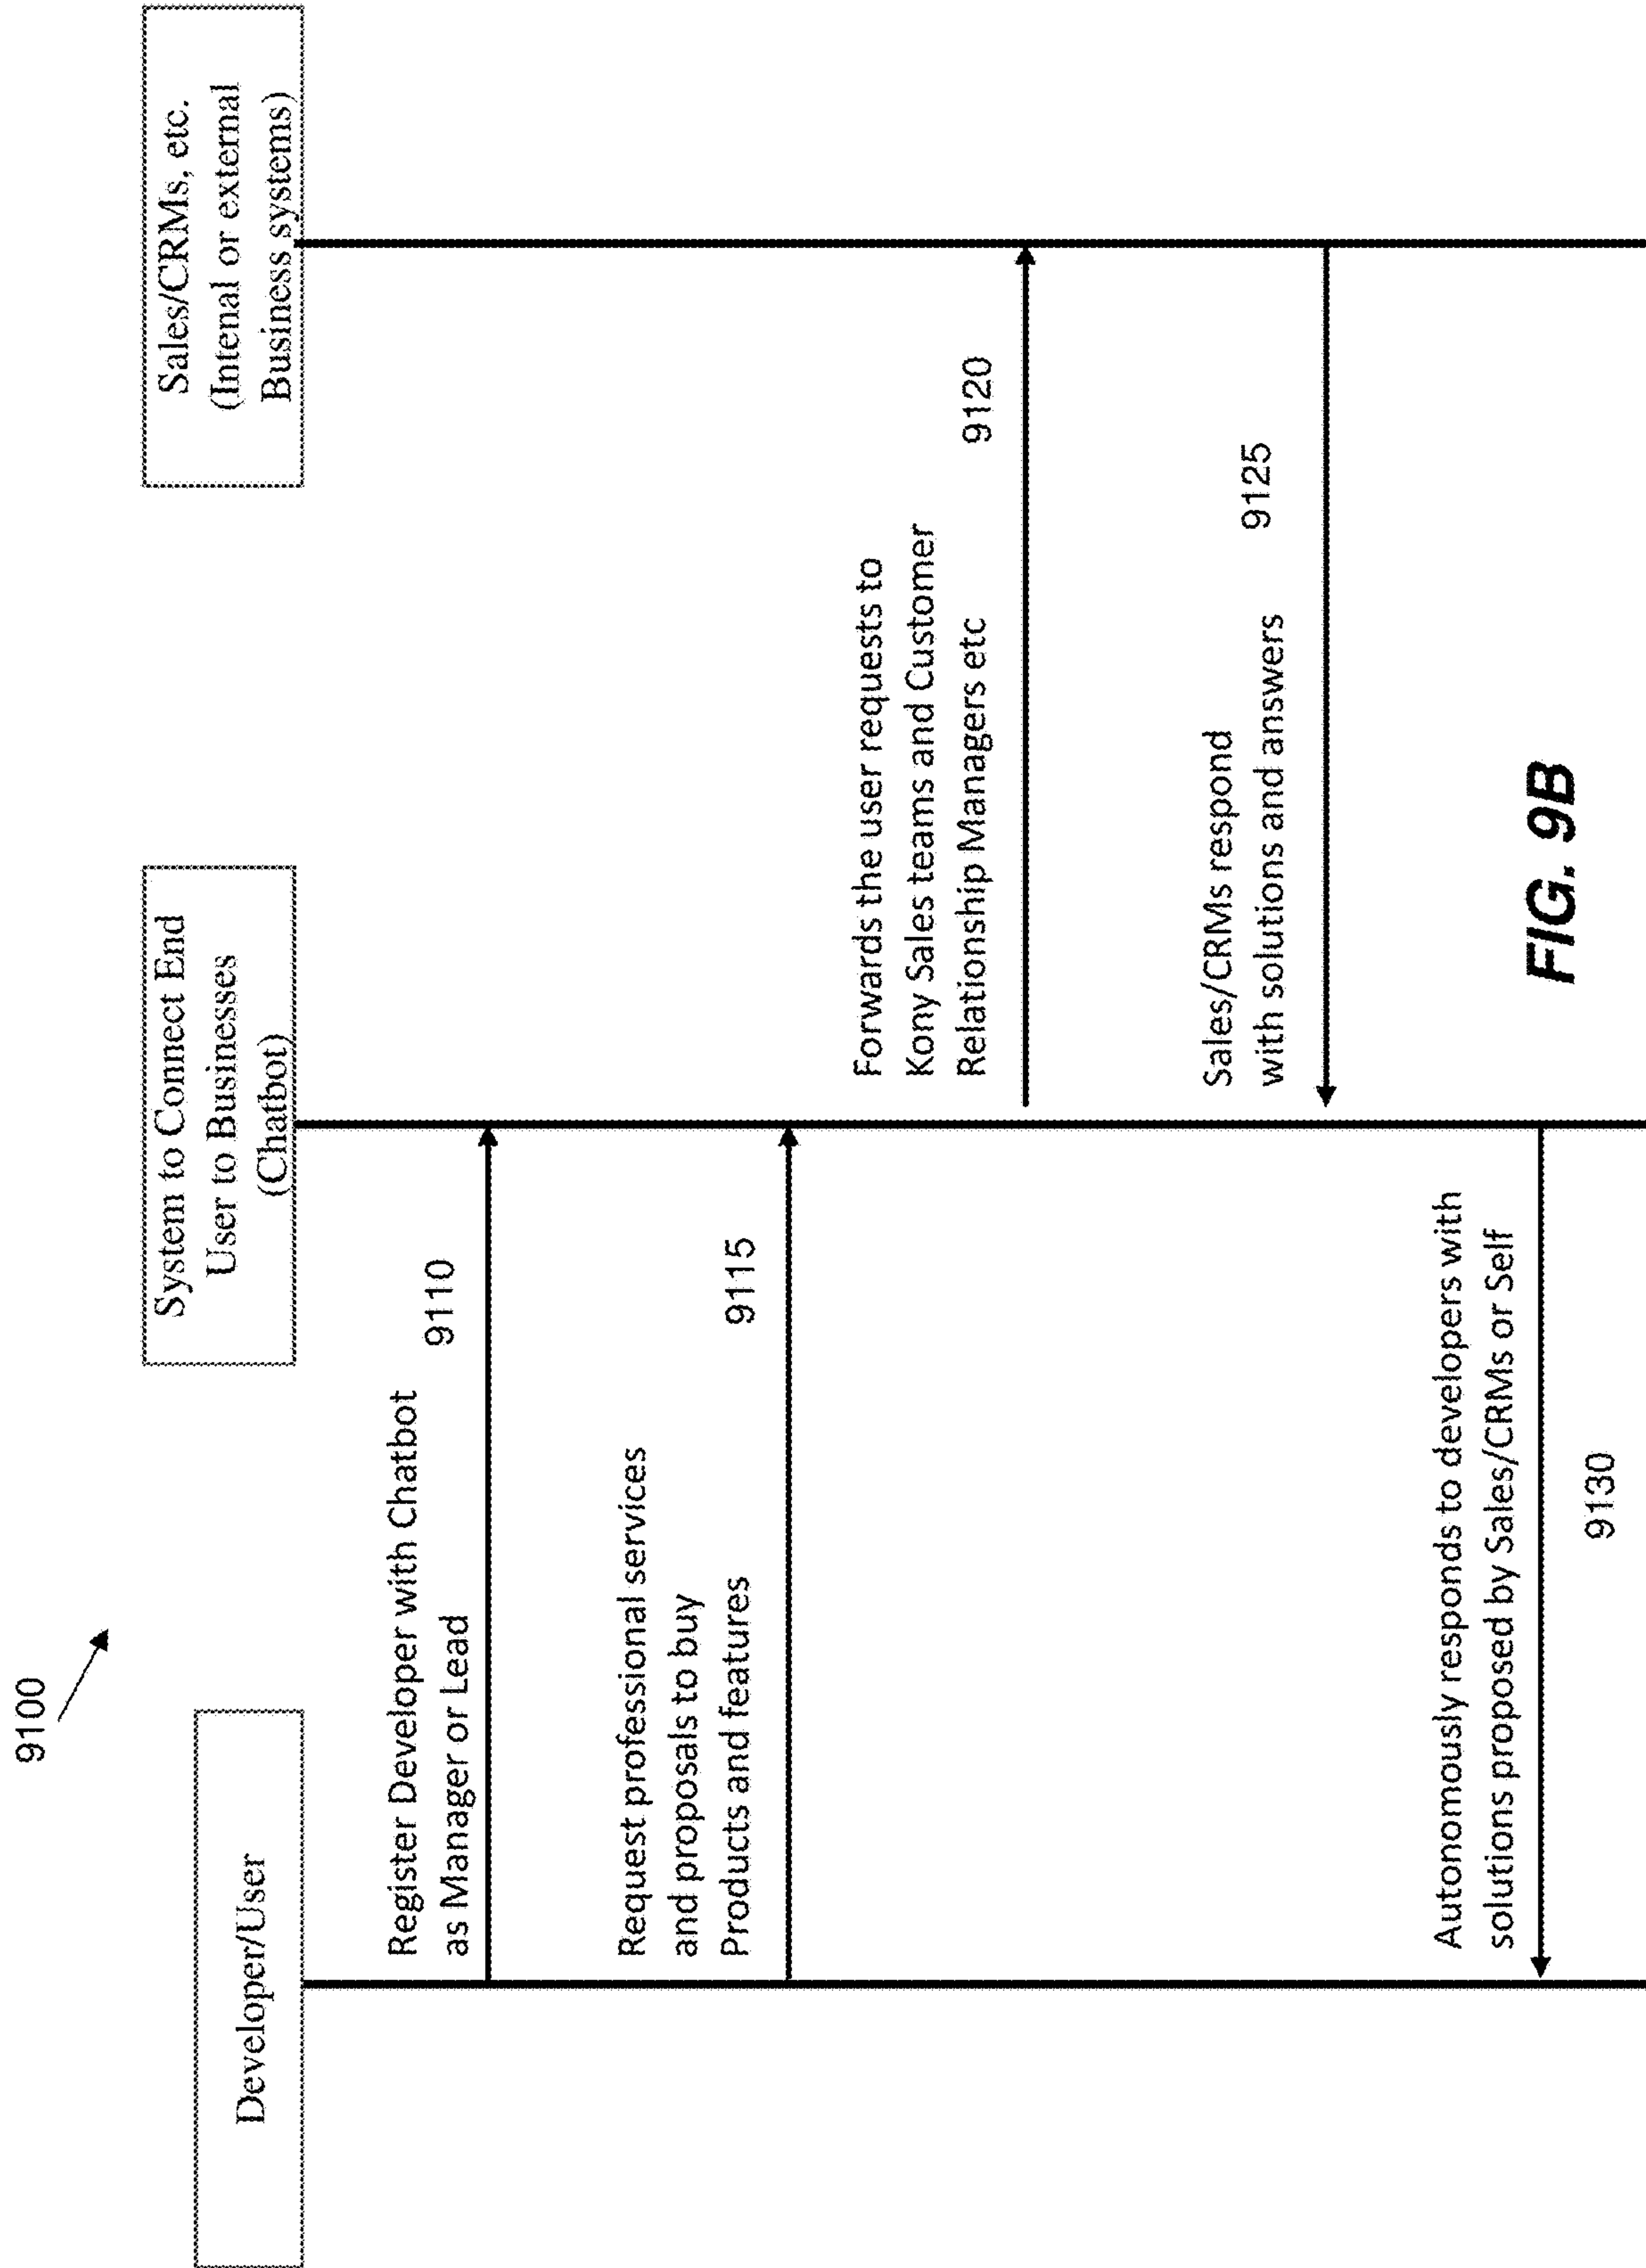 9100
Developer/User
System to Connect End
User to Businesses
(Chatbot)
Sales/CRMs, etc.
(Intenal or external
Business systems)
Register Developer with Chatbot
as Manager or Lead
9110
Request professional services
and proposals to buy
Products and features
9115
Forwards the user requests to
Kony Sales teams and Customer
Relationship Managers etc
9120
Sales/CRMs respond
with solutions and answers
9125
Autonomously responds to developers with
solutions proposed by Sales/CRMs or Self
9130
FIG. 9B